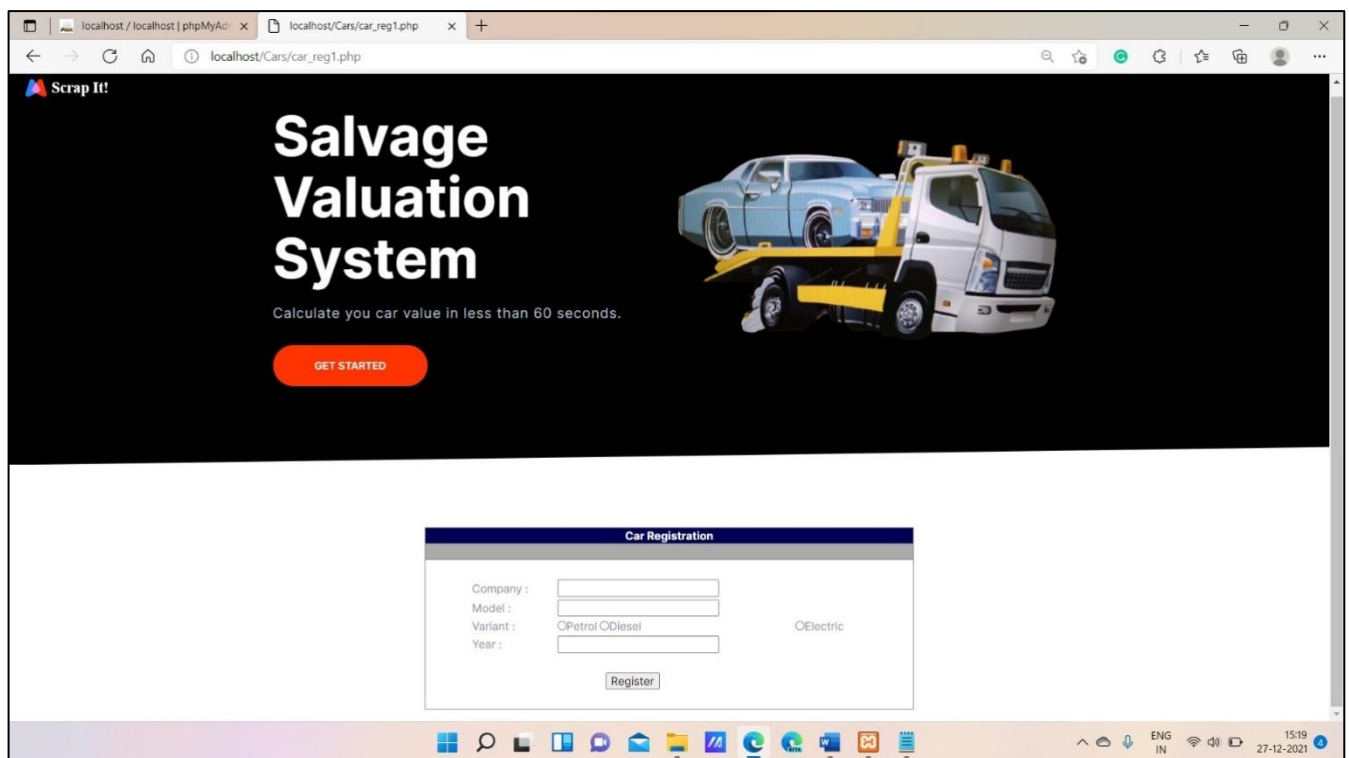 localhost / localhost | phpMyAd
localhost/Cars/car_reg1.php
localhost/Cars/car_reg1.php
Scrap It!
Salvage
Valuation
System
Calculate you car value in less than 60 seconds.
GET STARTED
Car Registration
Company :
Model :
Variant : Petrol Diesel Electric
Year :
Register
ENG
IN
15:19
27-12-2021
4